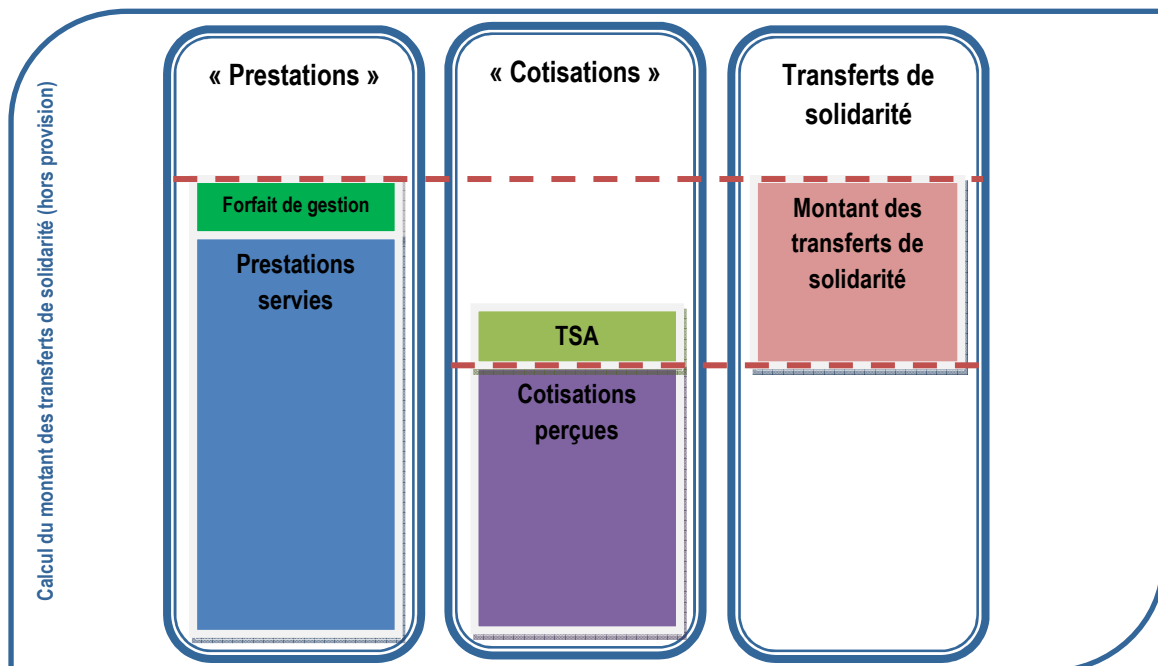 Calcul du montant des transferts de solidarité (hors provision)
« Prestations »
Forfait de gestion
Prestations
servies
« Cotisations »
TSA
Cotisations
perçues
Transferts de
solidarité
Montant des
transferts de
solidarité